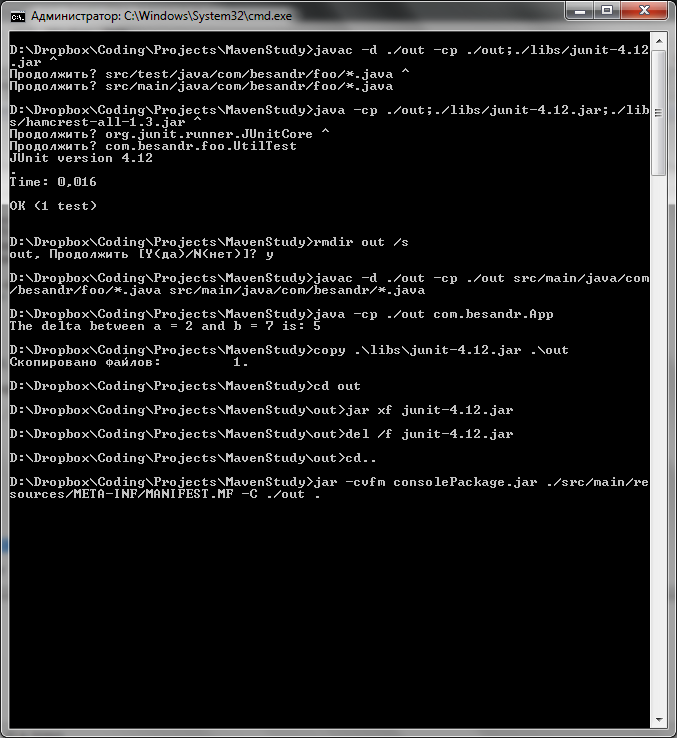 Администратор: C:\Windows\System32\cmd.exe
D:\Dropbox\Coding\Projects\MavenStudy>javac -d ./out -cp ./out;./libs/junit-4.12
.jar ^
Продолжить? src/test/java/com/besandr/foo/*.java ^
Продолжить? src/main/java/com/besandr/foo/*.java
D:\Dropbox\Coding\Projects\MavenStudy>java -cp ./out;./libs/junit-4.12.jar;./lib
s/hamcrest-all-1.3.jar ^
Продолжить? org.junit.runner.JUnitCore ^
Продолжить? com.besandr.foo.UtilTest
JUnit version 4.12
.
Time: 0,016
OK (1 test)
D:\Dropbox\Coding\Projects\MavenStudy>rmdir out /s
out, Продолжить [Y(да)/N(нет)]? y
D:\Dropbox\Coding\Projects\MavenStudy>javac -d ./out -cp ./out src/main/java/com
/besandr/foo/*.java src/main/java/com/besandr/*.java
D:\Dropbox\Coding\Projects\MavenStudy>java -cp ./out com.besandr.App
The delta between a = 2 and b = 7 is: 5
D:\Dropbox\Coding\Projects\MavenStudy>copy .\libs\junit-4.12.jar .\out
Скопировано файлов:         1.
D:\Dropbox\Coding\Projects\MavenStudy>cd out
D:\Dropbox\Coding\Projects\MavenStudy\out>jar xf junit-4.12.jar
D:\Dropbox\Coding\Projects\MavenStudy\out>del /f junit-4.12.jar
D:\Dropbox\Coding\Projects\MavenStudy\out>cd..
D:\Dropbox\Coding\Projects\MavenStudy>jar -cvfm consolePackage.jar ./src/main/re
sources/META-INF/MANIFEST.MF -C ./out .